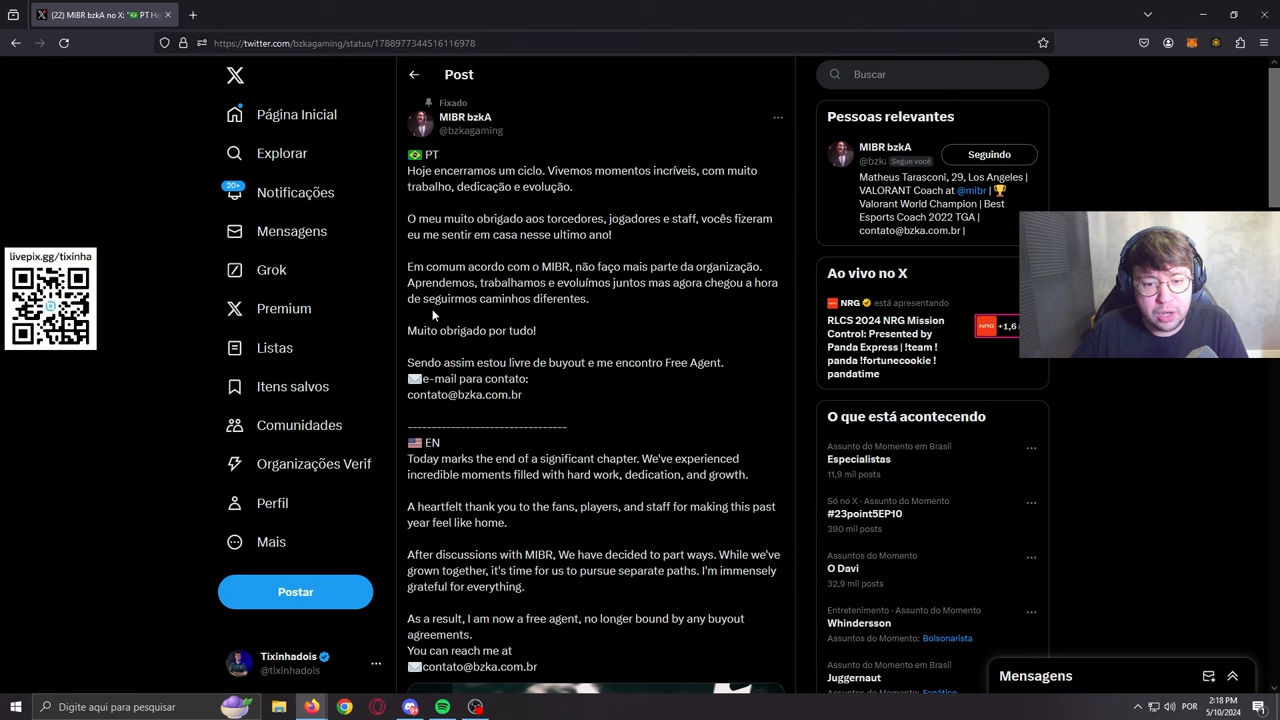 (22) MIBR bzkA no X: "🇧🇷 PT Ho
https://twitter.com/bzkagaming/status/1788977344516116978
Página Inicial
Explorar
20+
Notificações
Mensagens
Grok
Premium
Listas
Itens salvos
Comunidades
Organizações Verif
Perfil
Mais
Postar
Tixinhadois
@tixinhadois
livepix.gg/tixinha
Post
Fixado
MIBR bzkA
@bzkagaming
🇧🇷 PT
Hoje encerramos um ciclo. Vivemos momentos incríveis, com muito
trabalho, dedicação e evolução.
O meu muito obrigado aos torcedores, jogadores e staff, vocês fizeram
eu me sentir em casa nesse ultimo ano!
Em comum acordo com o MIBR, não faço mais parte da organização.
Aprendemos, trabalhamos e evoluímos juntos mas agora chegou a hora
de seguirmos caminhos diferentes.
Muito obrigado por tudo!
Sendo assim estou livre de buyout e me encontro Free Agent.
✉️e-mail para contato:
contato@bzka.com.br
---------------------------------
🇺🇸 EN
Today marks the end of a significant chapter. We've experienced
incredible moments filled with hard work, dedication, and growth.
A heartfelt thank you to the fans, players, and staff for making this past
year feel like home.
After discussions with MIBR, We have decided to part ways. While we've
grown together, it's time for us to pursue separate paths. I'm immensely
grateful for everything.
As a result, I am now a free agent, no longer bound by any buyout
agreements.
You can reach me at
✉️contato@bzka.com.br
Buscar
Pessoas relevantes
MIBR bzkA
@bzk
Segue você
Seguindo
Matheus Tarasconi, 29, Los Angeles |
VALORANT Coach at @mibr | 🏆
Valorant World Champion | Best
Esports Coach 2022 TGA |
contato@bzka.com.br |
Ao vivo no X
NRG está apresentando
RLCS 2024 NRG Mission
Control: Presented by
Panda Express | !team !
panda !fortunecookie !
pandatime
NRG
+1,6
O que está acontecendo
Assunto do Momento em Brasil
Especialistas
11,9 mil posts
Só no X · Assunto do Momento
#23point5EP10
390 mil posts
Assuntos do Momento
O Davi
32,9 mil posts
Entretenimento · Assunto do Momento
Whindersson
Assuntos do Momento: Bolsonarista
Assunto do Momento em Brasil
Juggernaut
Assuntos do Momento: Fanático
Mensagens
Digite aqui para pesquisar
POR
2:18 PM
5/10/2024
1